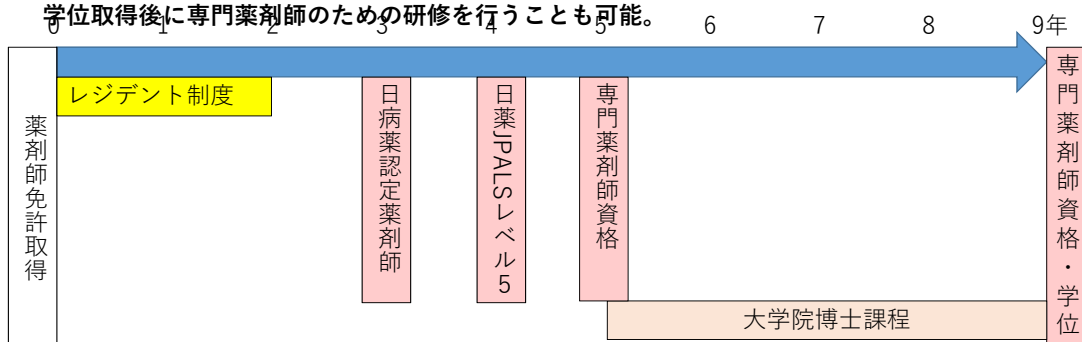 学位取得後に専門薬剤師のための研修を行うことも可能。
0 1 2 3 4 5 6 7 8 9年
薬剤師免許取得
レジデント制度
日病薬認定薬剤師
日薬JPALSレベル5
専門薬剤師資格
大学院博士課程
専門薬剤師資格・学位